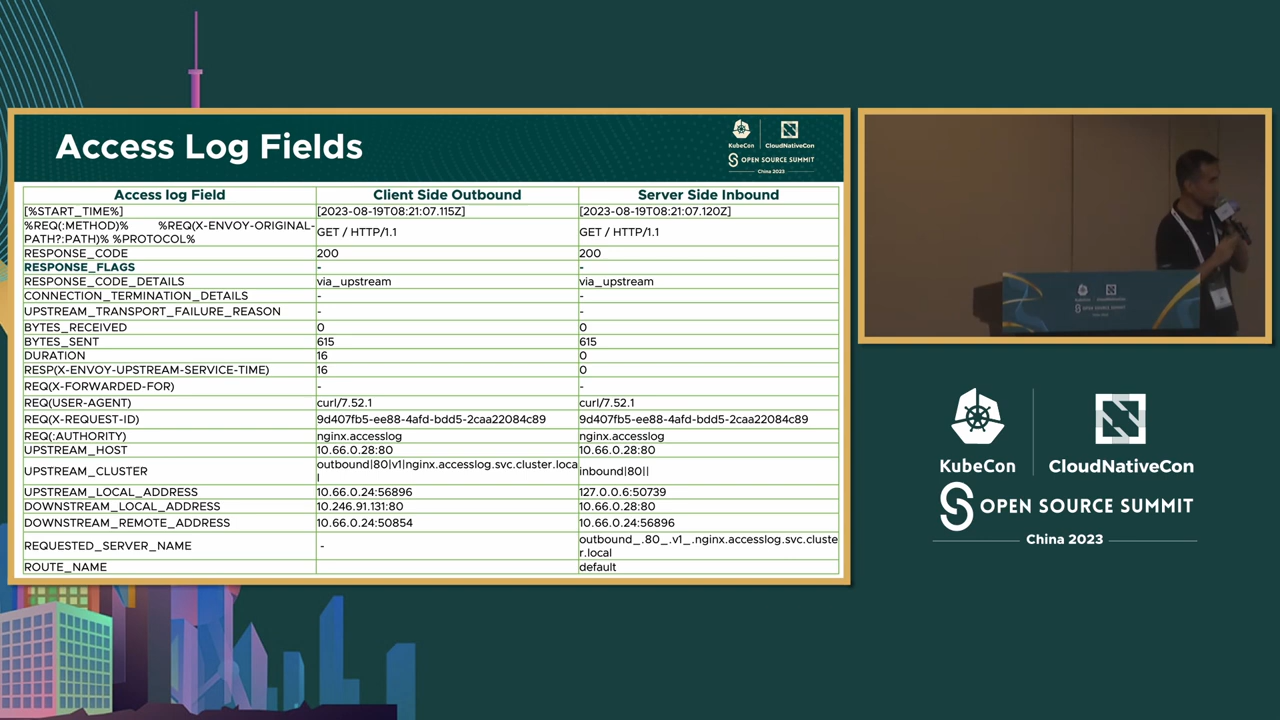 Access Log Fields
KubeCon CloudNativeCon
OPEN SOURCE SUMMIT
China 2023
Access log Field Client Side Outbound Server Side Inbound
[%START_TIME%] [2023-08-19T08:21:07.115Z] [2023-08-19T08:21:07.120Z]
%REQ(:METHOD)% %REQ(X-ENVOY-ORIGINAL-
PATH?:PATH)% %PROTOCOL% GET / HTTP/1.1 GET / HTTP/1.1
RESPONSE_CODE 200 200
RESPONSE_FLAGS - -
RESPONSE_CODE_DETAILS via_upstream via_upstream
CONNECTION_TERMINATION_DETAILS - -
UPSTREAM_TRANSPORT_FAILURE_REASON - -
BYTES_RECEIVED 0 0
BYTES_SENT 615 615
DURATION 16 0
RESP(X-ENVOY-UPSTREAM-SERVICE-TIME) 16 0
REQ(X-FORWARDED-FOR) - -
REQ(USER-AGENT) curl/7.52.1 curl/7.52.1
REQ(X-REQUEST-ID) 9d407fb5-ee88-4afd-bdd5-2caa22084c89 9d407fb5-ee88-4afd-bdd5-2caa22084c89
REQ(:AUTHORITY) nginx.accesslog nginx.accesslog
UPSTREAM_HOST 10.66.0.28:80 10.66.0.28:80
UPSTREAM_CLUSTER outbound|80|v1|nginx.accesslog.svc.cluster.loca
l inbound|80||
UPSTREAM_LOCAL_ADDRESS 10.66.0.24:56896 127.0.0.6:50739
DOWNSTREAM_LOCAL_ADDRESS 10.246.91.131:80 10.66.0.28:80
DOWNSTREAM_REMOTE_ADDRESS 10.66.0.24:50854 10.66.0.24:56896
REQUESTED_SERVER_NAME - outbound_.80_.v1_.nginx.accesslog.svc.cluste
r.local
ROUTE_NAME default
KubeCon CloudNativeCon
OPEN SOURCE SUMMIT
KubeCon CloudNativeCon
OPEN SOURCE SUMMIT
China 2023